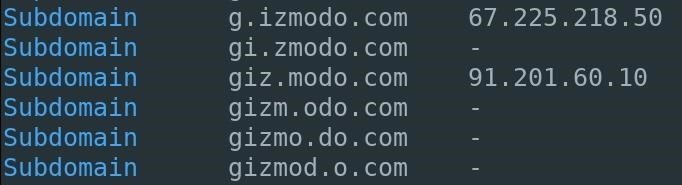 Subdomain g.izmodo.com 67.225.218.50
Subdomain gi.zmodo.com -
Subdomain giz.modo.com 91.201.60.10
Subdomain gizm.odo.com -
Subdomain gizmo.do.com -
Subdomain gizmod.o.com -